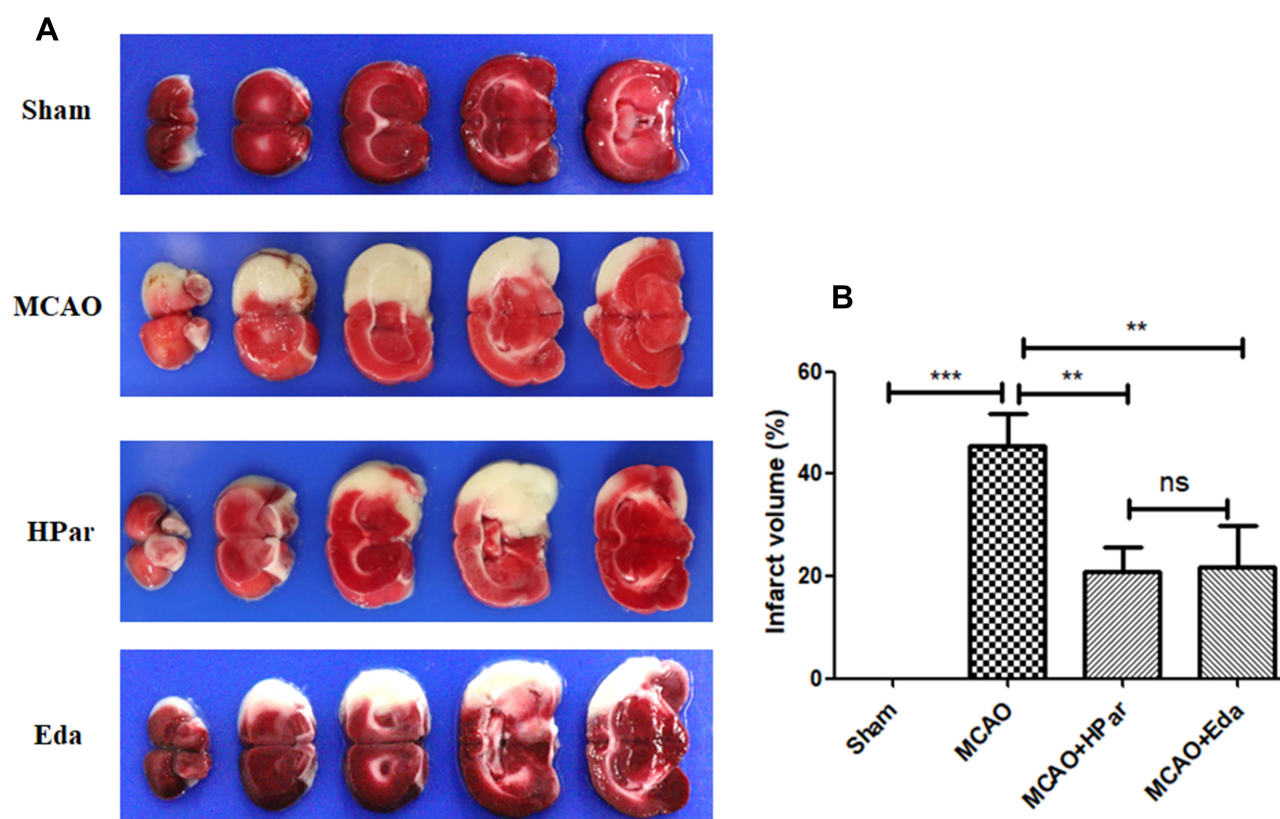 A
Sham
MCAO
HPar
Eda
B
**
***
**
ns
Infarct volume (%)
60
40
20
0
Sham
MCAO
MCAO+HPar
MCAO+Eda